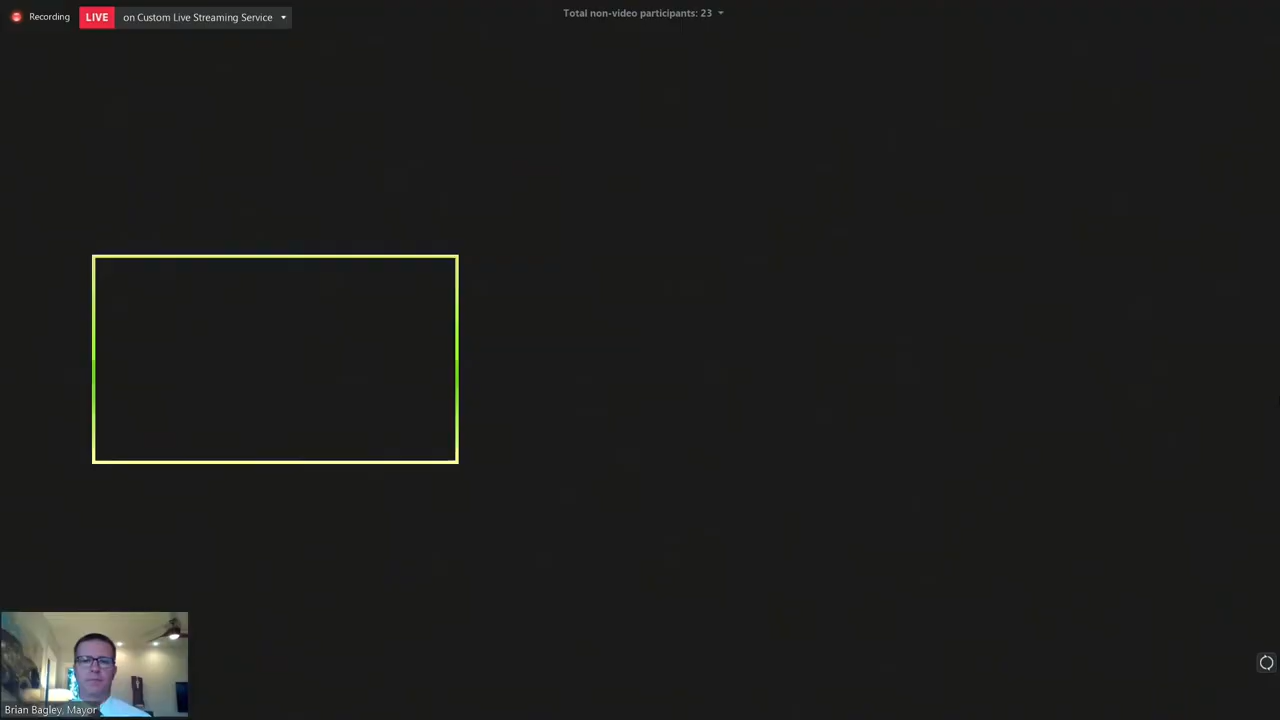 Recording
LIVE on Custom Live Streaming Service
Total non-video participants: 23
Brian Bagley, Mayor